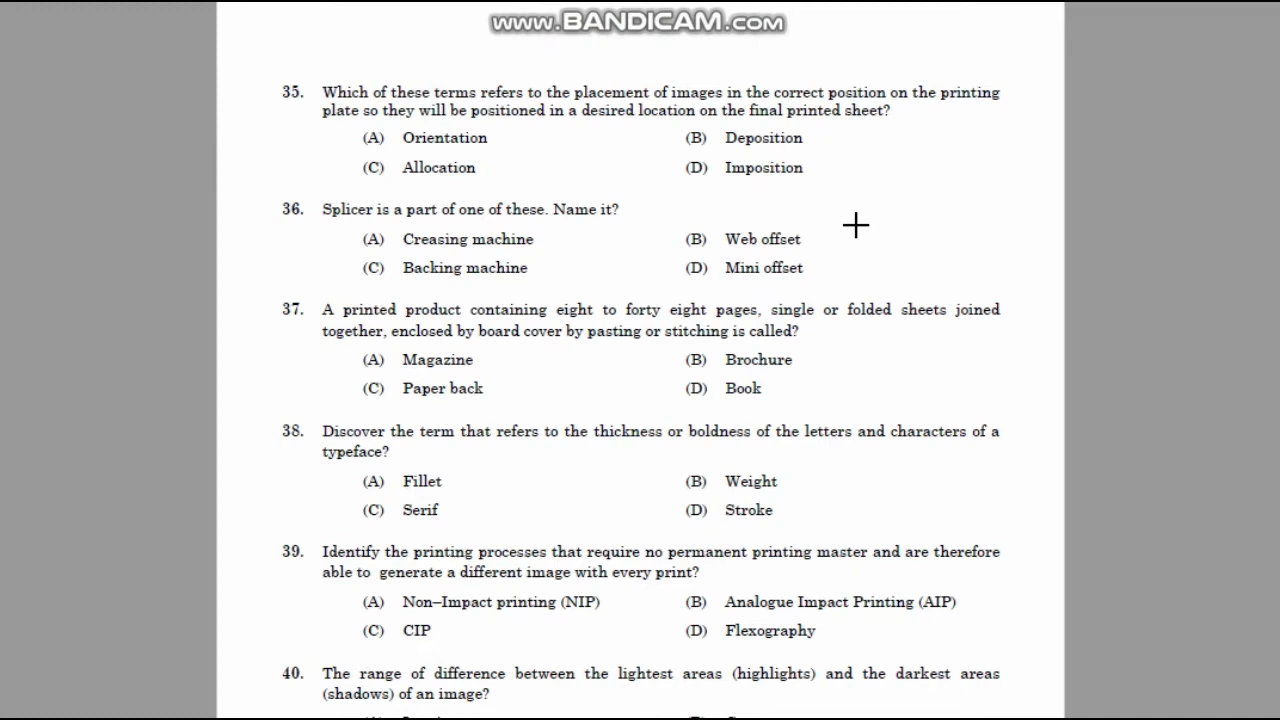 www.BANDICAM.com
35. Which of these terms refers to the placement of images in the correct position on the printing
plate so they will be positioned in a desired location on the final printed sheet?
(A) Orientation (B) Deposition
(C) Allocation (D) Imposition
36. Splicer is a part of one of these. Name it?
(A) Creasing machine (B) Web offset
(C) Backing machine (D) Mini offset
37. A printed product containing eight to forty eight pages, single or folded sheets joined
together, enclosed by board cover by pasting or stitching is called?
(A) Magazine (B) Brochure
(C) Paper back (D) Book
38. Discover the term that refers to the thickness or boldness of the letters and characters of a
typeface?
(A) Fillet (B) Weight
(C) Serif (D) Stroke
39. Identify the printing processes that require no permanent printing master and are therefore
able to generate a different image with every print?
(A) Non–Impact printing (NIP) (B) Analogue Impact Printing (AIP)
(C) CIP (D) Flexography
40. The range of difference between the lightest areas (highlights) and the darkest areas
(shadows) of an image?